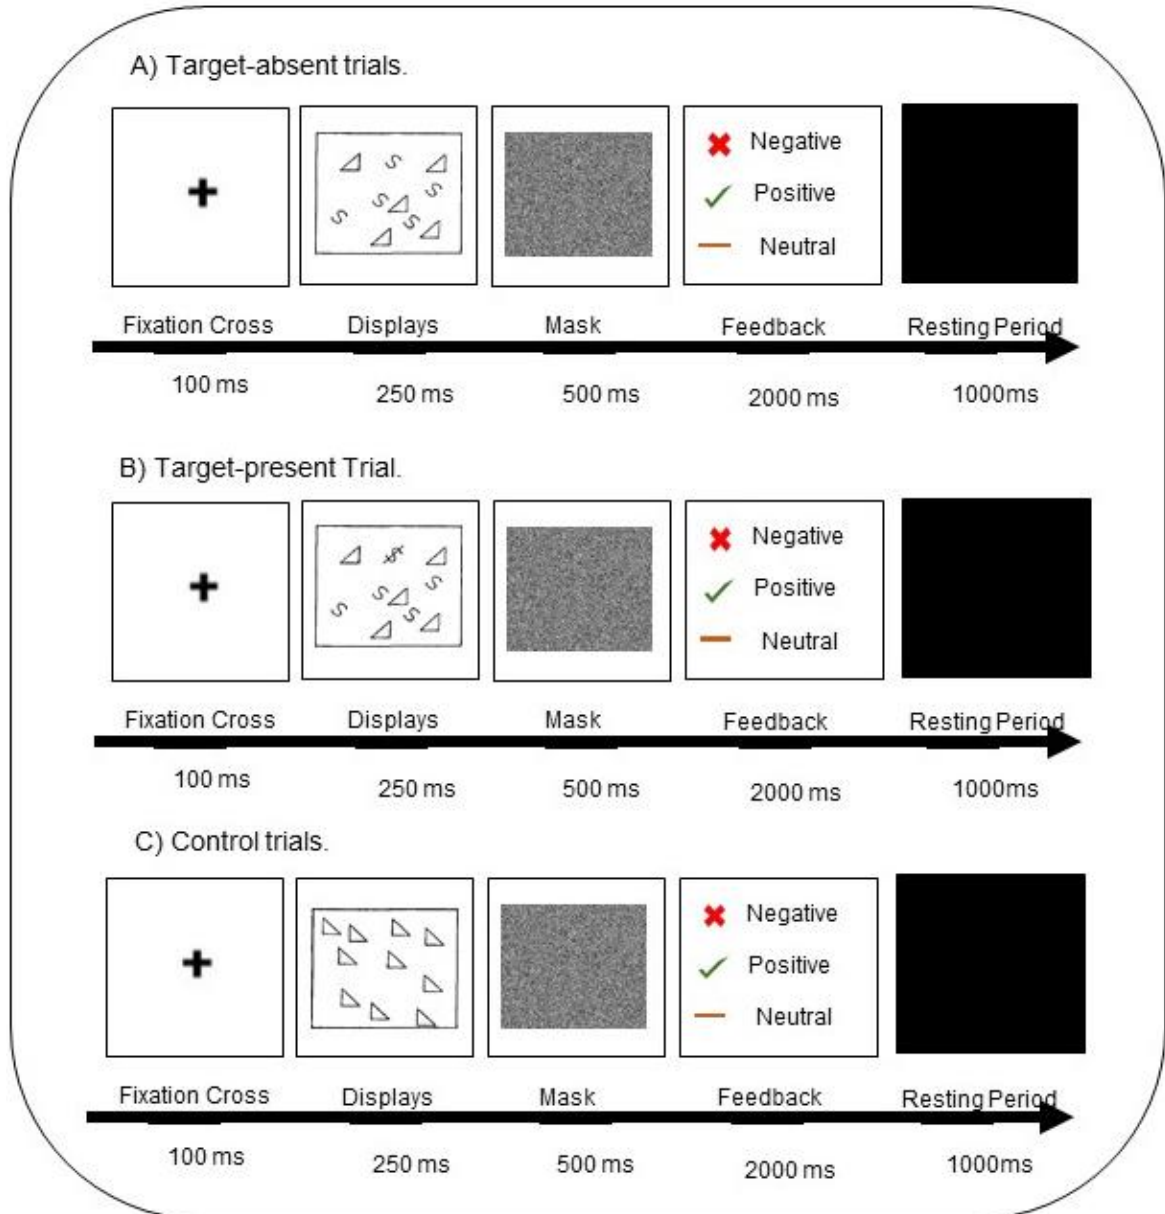 A) Target-absent trials.
S
S
S S
S
Negative
Positive
Neutral
Fixation Cross Displays Mask Feedback Resting Period
100 ms 250 ms 500 ms 2000 ms 1000ms
B) Target-present Trial.
$
S
S S
S
Negative
Positive
Neutral
Fixation Cross Displays Mask Feedback Resting Period
100 ms 250 ms 500 ms 2000 ms 1000ms
C) Control trials.
Negative
Positive
Neutral
Fixation Cross Displays Mask Feedback Resting Period
100 ms 250 ms 500 ms 2000 ms 1000ms